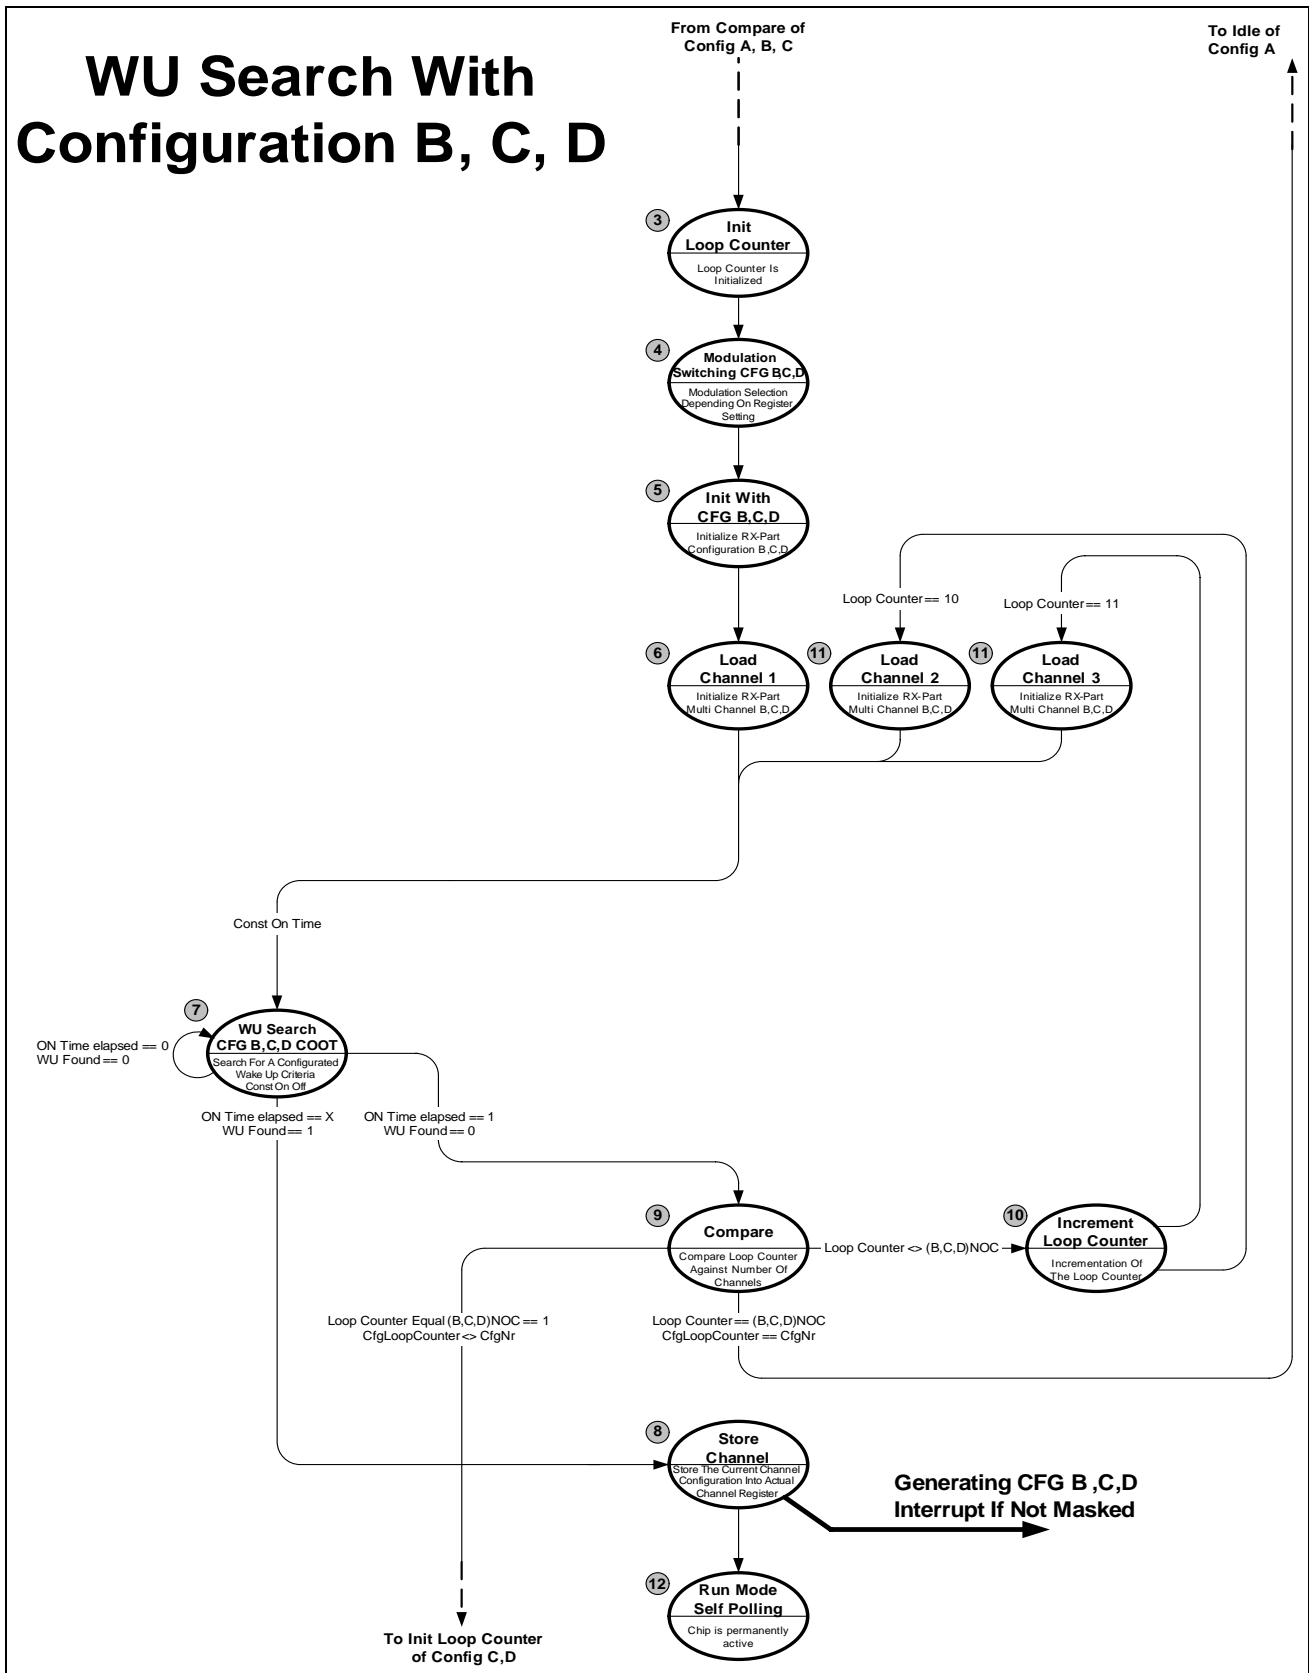 WU Search With
Configuration B, C, D
From Compare of
Config A, B, C
To Idle of
Config A
3
Init
Loop Counter
Loop Counter Is
Initialized
4
Modulation
Switching CFG B,C,D
Modulation Selection
Depending On Register
Setting
5
Init With
CFG B,C,D
Initialize RX-Part
Configuration B,C,D
Loop Counter == 10
Loop Counter == 11
6
Load
Channel 1
Initialize RX-Part
Multi Channel B,C,D
11
Load
Channel 2
Initialize RX-Part
Multi Channel B,C,D
11
Load
Channel 3
Initialize RX-Part
Multi Channel B,C,D
Const On Time
7
WU Search
CFG B,C,D COOT
Search For A Configurated
Wake Up Criteria
Const On Off
ON Time elapsed == 0
WU Found == 0
ON Time elapsed == X
WU Found == 1
ON Time elapsed == 1
WU Found == 0
9
Compare
Compare Loop Counter
Against Number Of
Channels
Loop Counter <> (B,C,D)NOC
10
Increment
Loop Counter
Incrementation Of
The Loop Counter
Loop Counter Equal (B,C,D)NOC == 1
CfgLoopCounter <> CfgNr
Loop Counter == (B,C,D)NOC
CfgLoopCounter == CfgNr
8
Store
Channel
Store The Current Channel
Configuration Into Actual
Channel Register
Generating CFG B ,C,D
Interrupt If Not Masked
12
Run Mode
Self Polling
Chip is permanently
active
To Init Loop Counter
of Config C,D